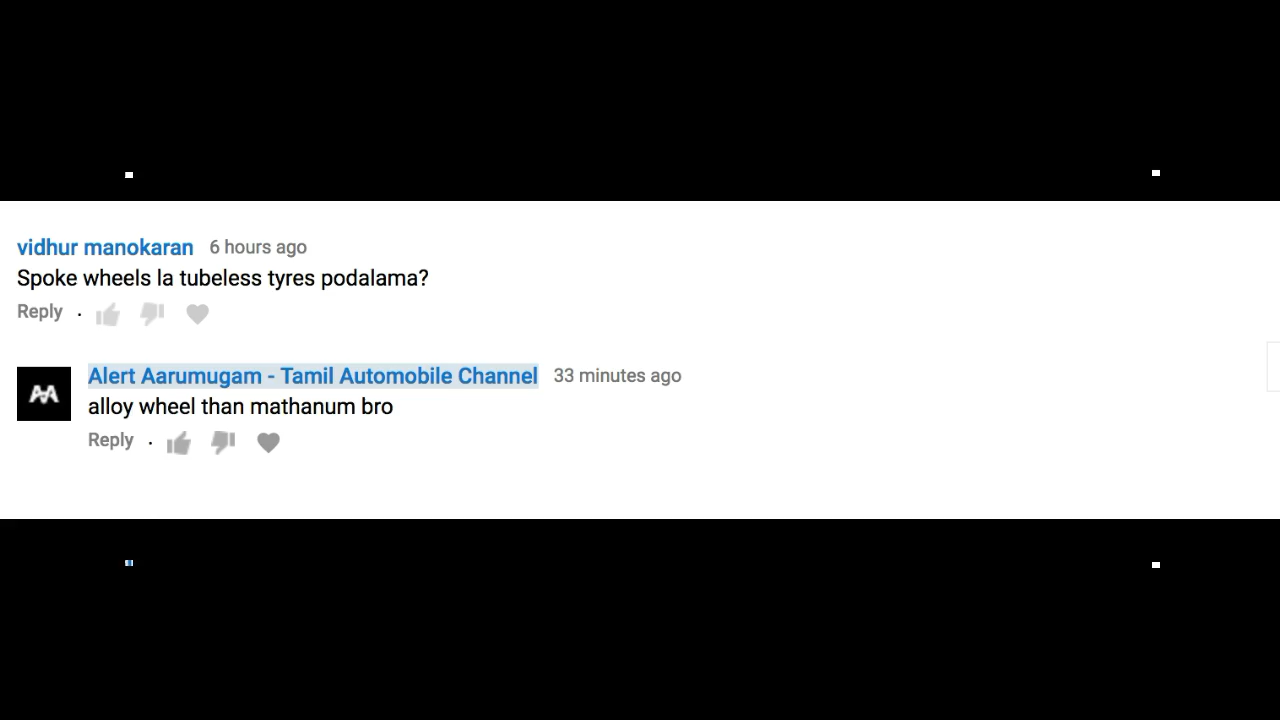 vidhur manokaran 6 hours ago
Spoke wheels la tubeless tyres podalama?
Reply ·
Alert Aarumugam - Tamil Automobile Channel 33 minutes ago
alloy wheel than mathanum bro
Reply ·